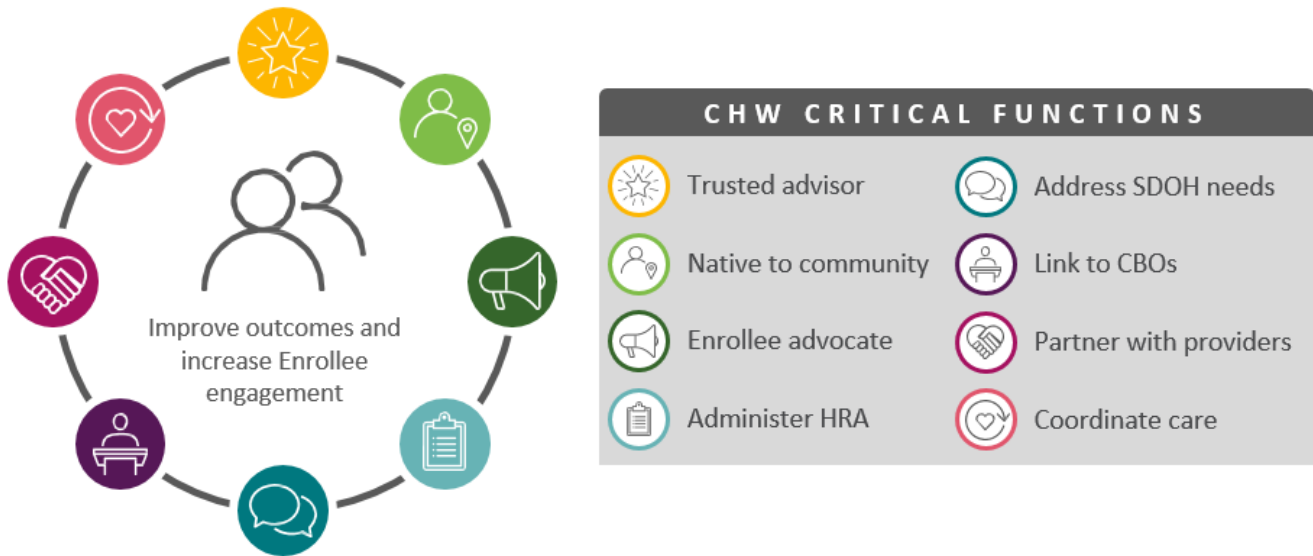 Improve outcomes and
increase Enrollee
engagement
CHW CRITICAL FUNCTIONS
Trusted advisor
Native to community
Enrollee advocate
Administer HRA
Address SDOH needs
Link to CBOs
Partner with providers
Coordinate care